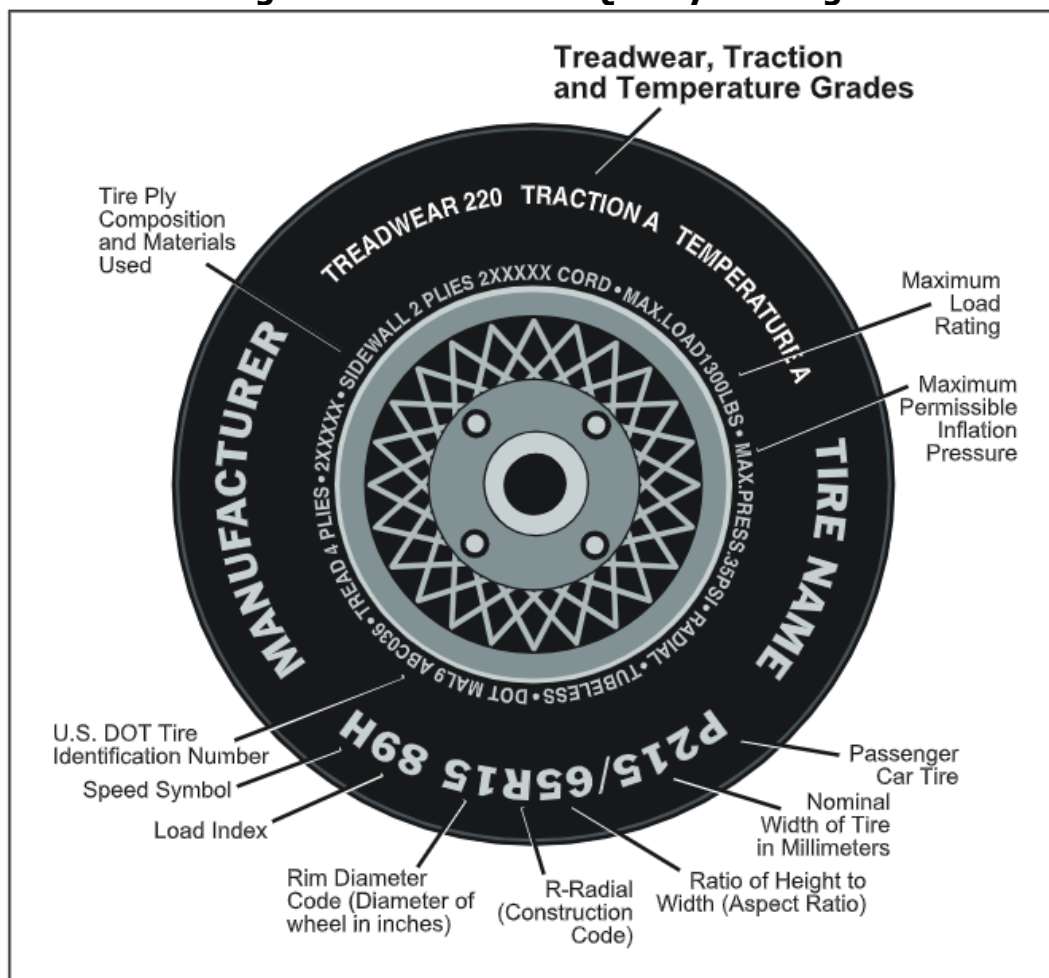 Treadwear, Traction
and Temperature Grades
Tire Ply
Composition
and Materials
Used
TREADWEAR 220 TRACTION A TEMPERATURE A
SIDEWALL 2 PLIES 2XXXXX CORD • MAX.LOAD1300LBS • MAX.PRESS.35PSI • RADIAL • TUBELESS • DOT MAL9 ABC036 • TREAD 4 PLIES • 2XXXXX •
Maximum
Load
Rating
Maximum
Permissible
Inflation
Pressure
MANUFACTURER
TIRE NAME
P215/65R15 89H
U.S. DOT Tire
Identification Number
Speed Symbol
Load Index
Rim Diameter
Code (Diameter of
wheel in inches)
R-Radial
(Construction
Code)
Ratio of Height to
Width (Aspect Ratio)
Nominal
Width of Tire
in Millimeters
Passenger
Car Tire